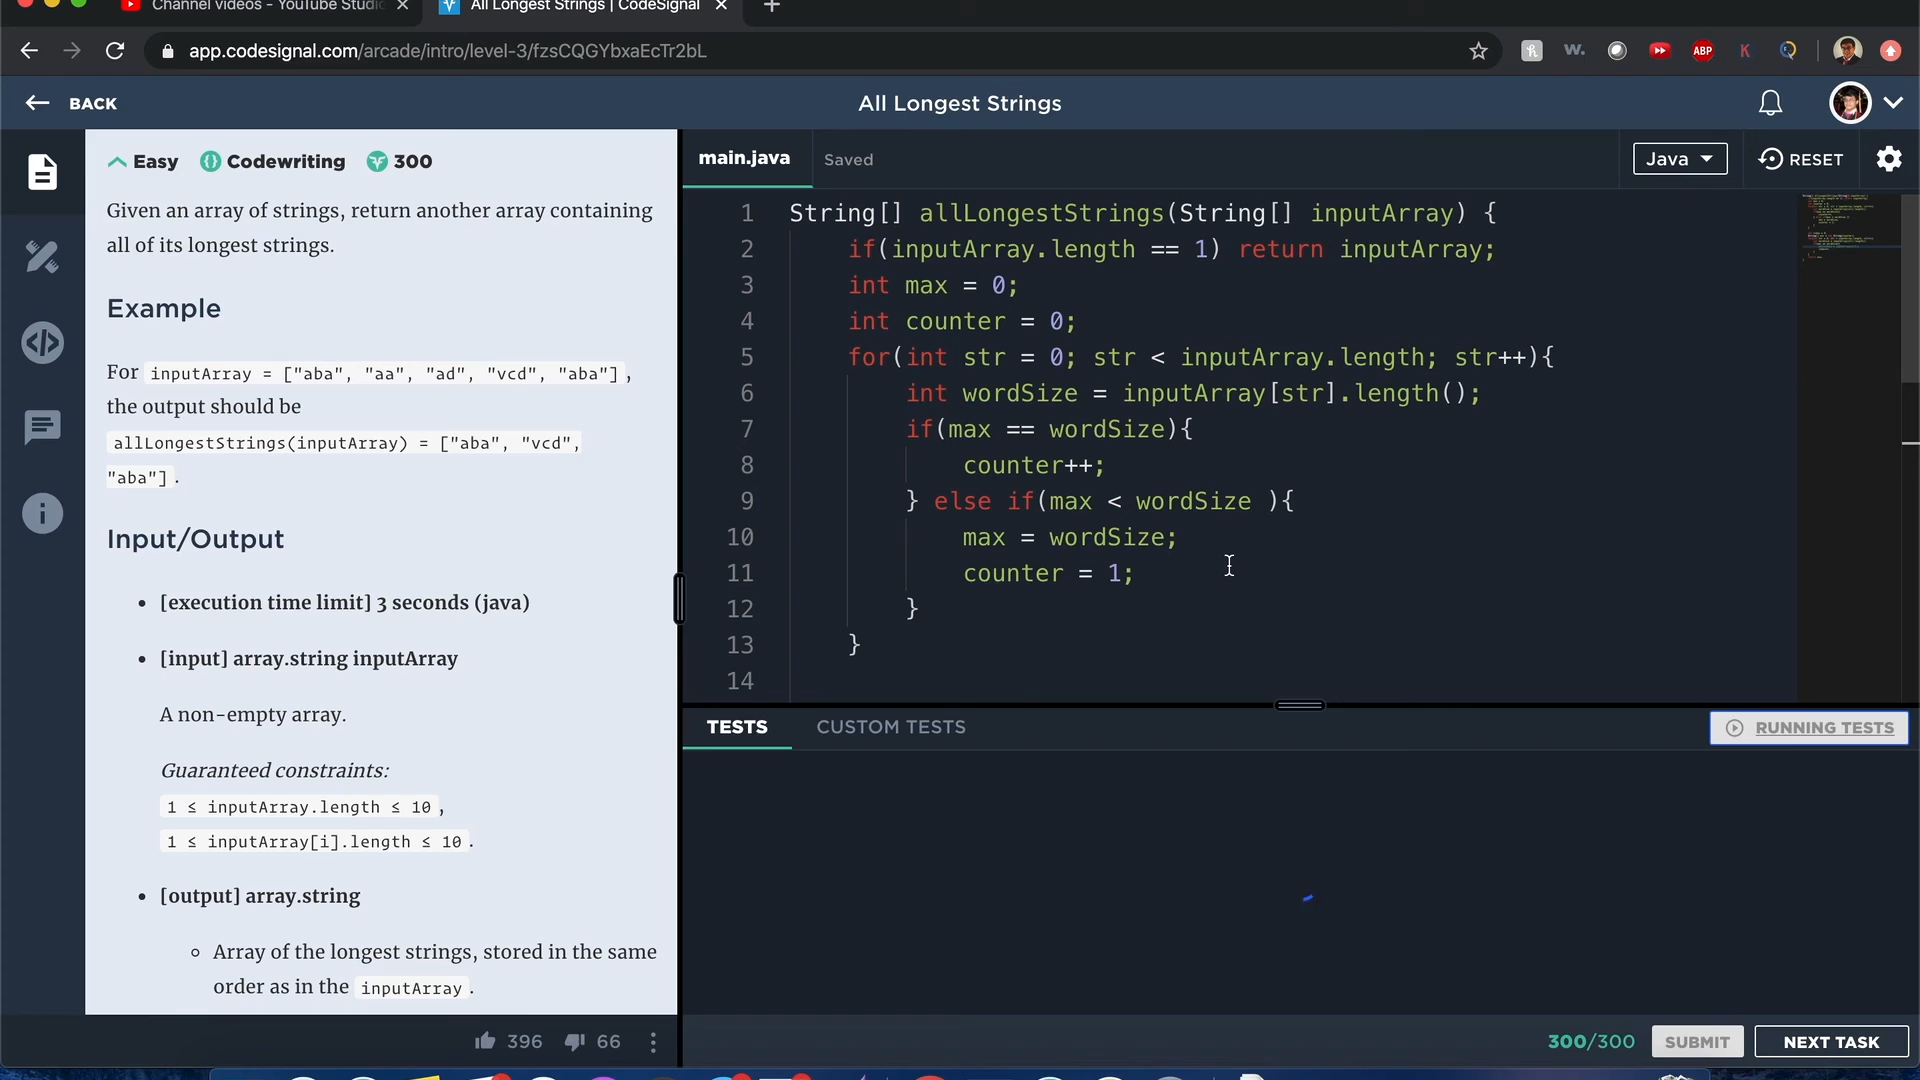 Channel videos - YouTube Studio
All Longest Strings | CodeSignal
app.codesignal.com/arcade/intro/level-3/fzsCQGYbxaEcTr2bL
ABP
BACK
All Longest Strings
Easy Codewriting 300
Given an array of strings, return another array containing
all of its longest strings.
Example
For inputArray = ["aba", "aa", "ad", "vcd", "aba"],
the output should be
allLongestStrings(inputArray) = ["aba", "vcd",
"aba"].
Input/Output
• [execution time limit] 3 seconds (java)
• [input] array.string inputArray
A non-empty array.
Guaranteed constraints:
1 ≤ inputArray.length ≤ 10,
1 ≤ inputArray[i].length ≤ 10.
• [output] array.string
Array of the longest strings, stored in the same
order as in the inputArray.
396 66
main.java Saved
Java RESET
1 String[] allLongestStrings(String[] inputArray) {
2 if(inputArray.length == 1) return inputArray;
3 int max = 0;
4 int counter = 0;
5 for(int str = 0; str < inputArray.length; str++){
6 int wordSize = inputArray[str].length();
7 if(max == wordSize){
8 counter++;
9 } else if(max < wordSize ){
10 max = wordSize;
11 counter = 1;
12 }
13 }
14
TESTS CUSTOM TESTS
RUNNING TESTS
300/300 SUBMIT NEXT TASK